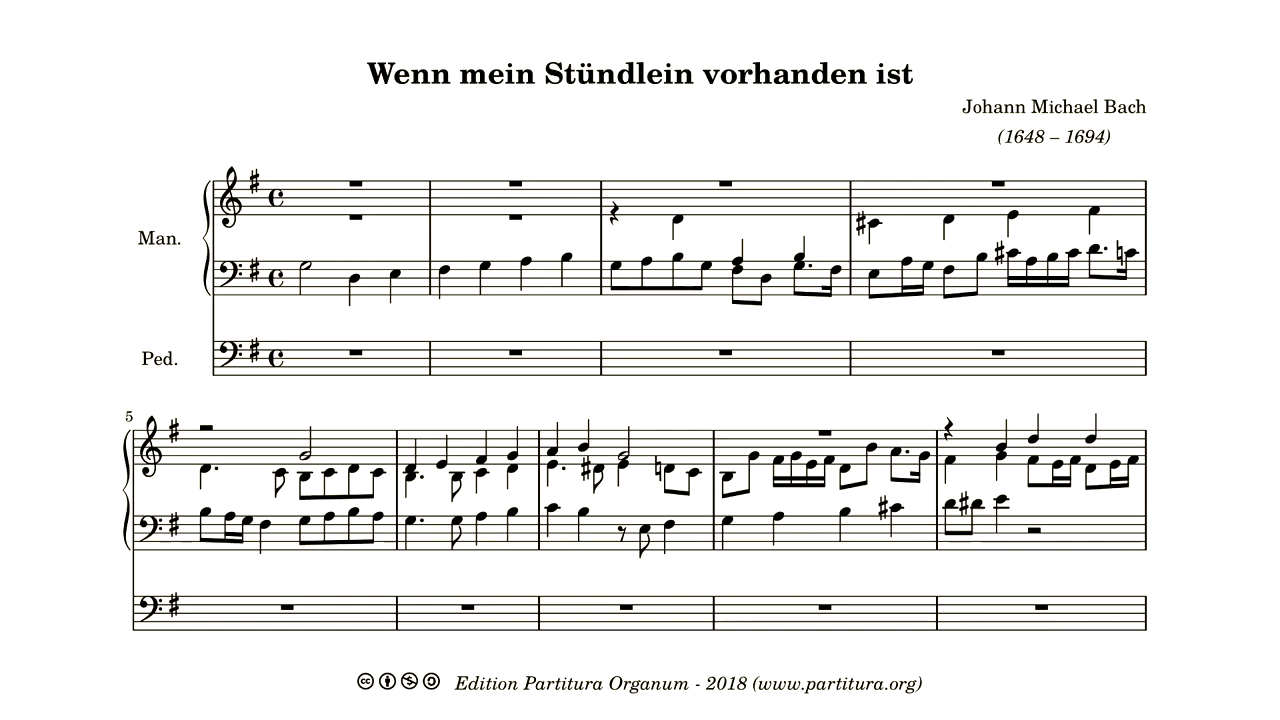 Wenn mein Stündlein vorhanden ist
Johann Michael Bach
(1648 – 1694)
Man.
Ped.
5
Edition Partitura Organum - 2018 (www.partitura.org)